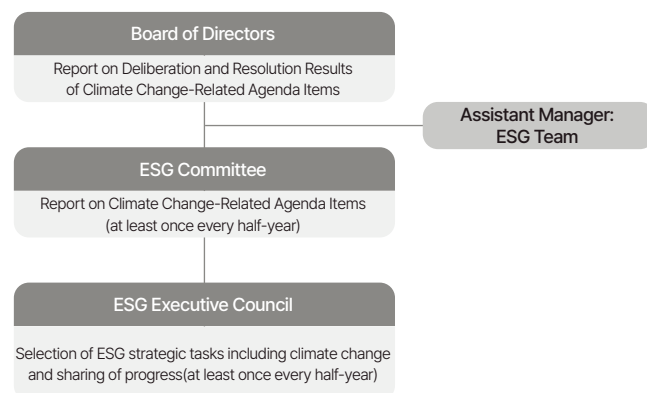 Board of Directors
Report on Deliberation and Resolution Results
of Climate Change-Related Agenda Items
Assistant Manager:
ESG Team
ESG Committee
Report on Climate Change-Related Agenda Items
(at least once every half-year)
ESG Executive Council
Selection of ESG strategic tasks including climate change
and sharing of progress(at least once every half-year)